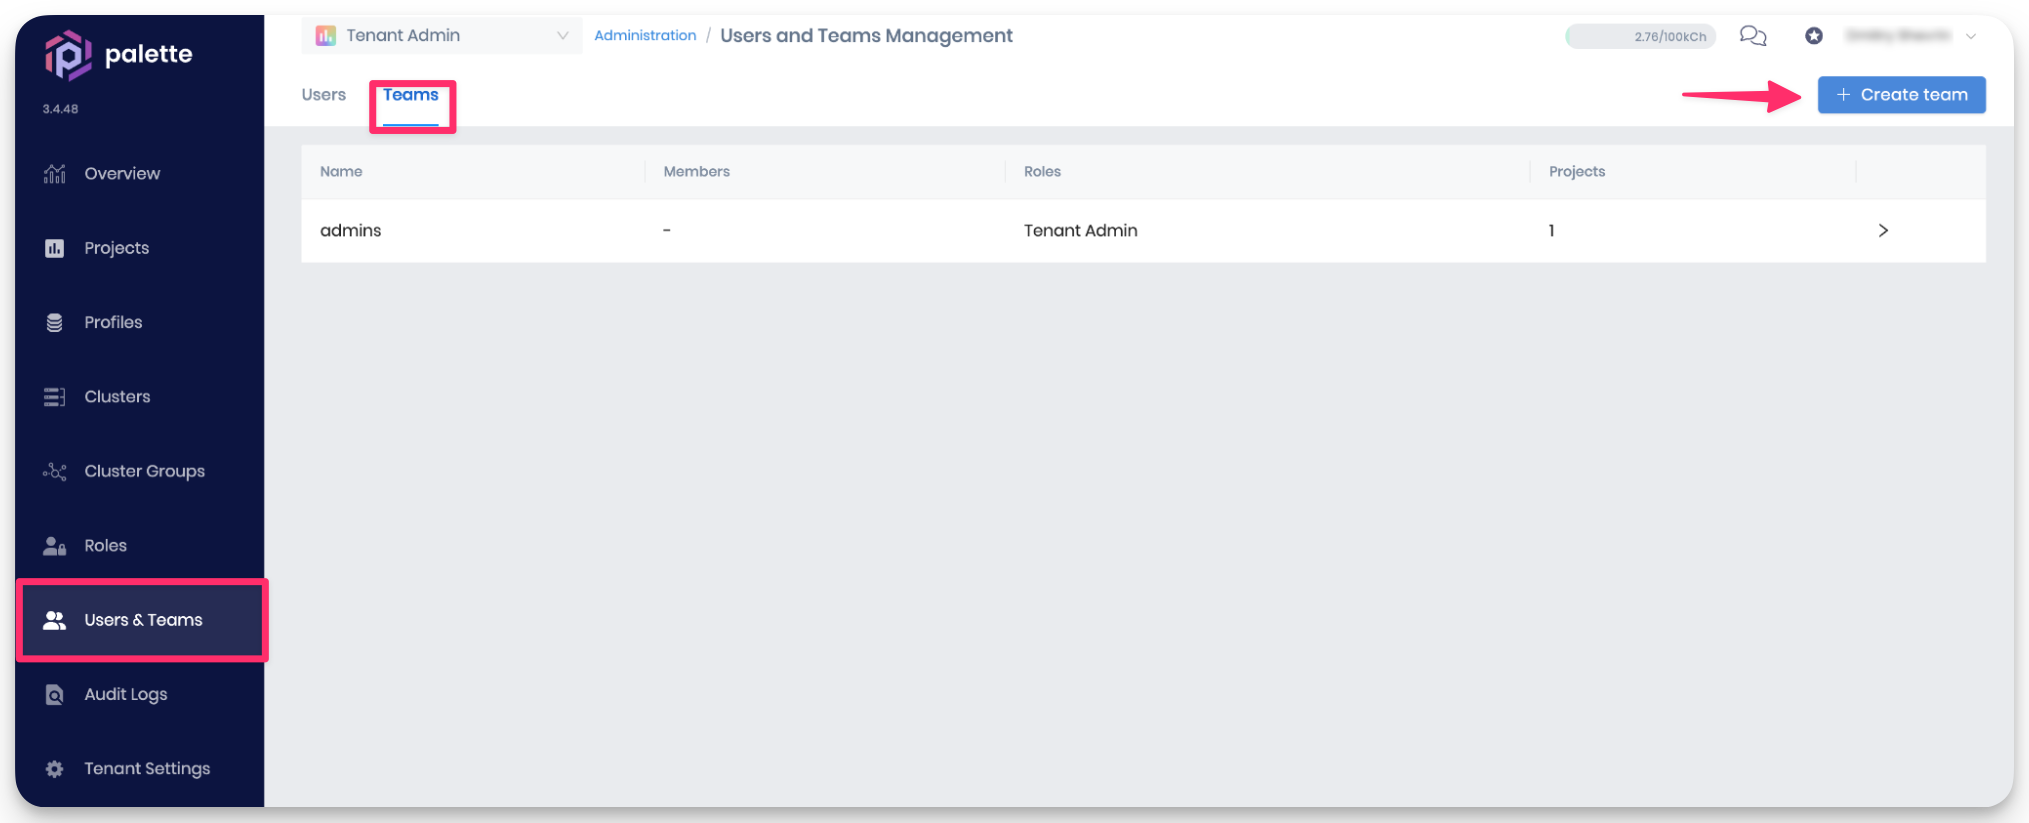 palette
3.4.48
Overview
Projects
Profiles
Clusters
Cluster Groups
Roles
Users & Teams
Audit Logs
Tenant Settings
Tenant Admin
Administration / Users and Teams Management
2.76/100kCh
Users
Teams
+ Create team
Name Members Roles Projects
admins - Tenant Admin 1